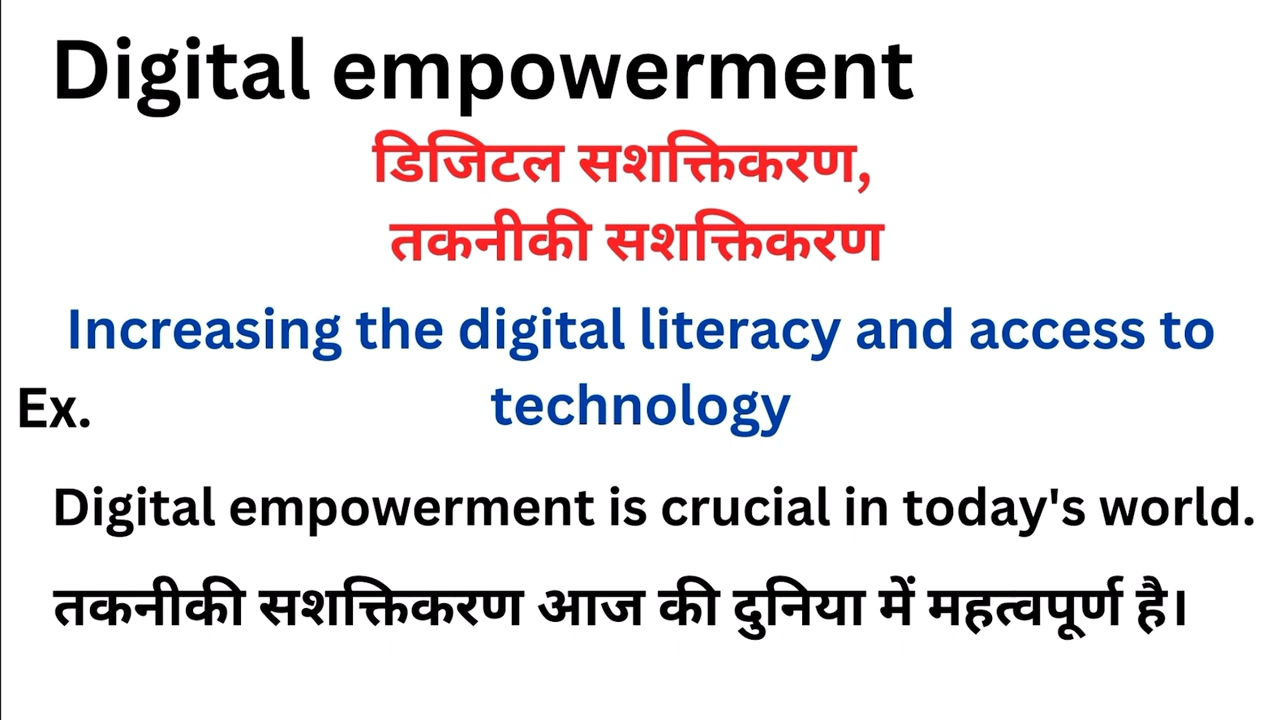 Digital empowerment
डिजिटल सशक्तिकरण,
तकनीकी सशक्तिकरण
Increasing the digital literacy and access to
technology
Ex.
Digital empowerment is crucial in today's world.
तकनीकी सशक्तिकरण आज की दुनिया में महत्वपूर्ण है।